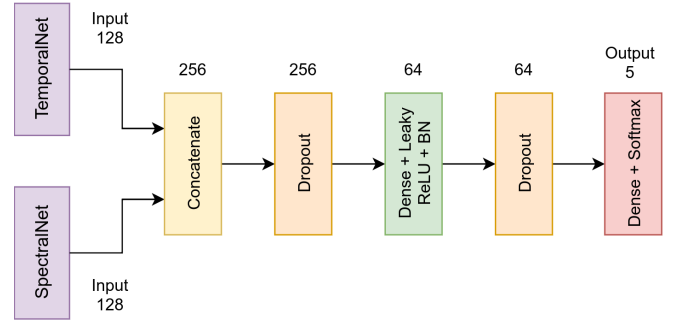 TemporalNet
Input
128
SpectralNet
Input
128
256
Concatenate
256
Dropout
64
Dense + Leaky
ReLU + BN
64
Dropout
Output
5
Dense + Softmax